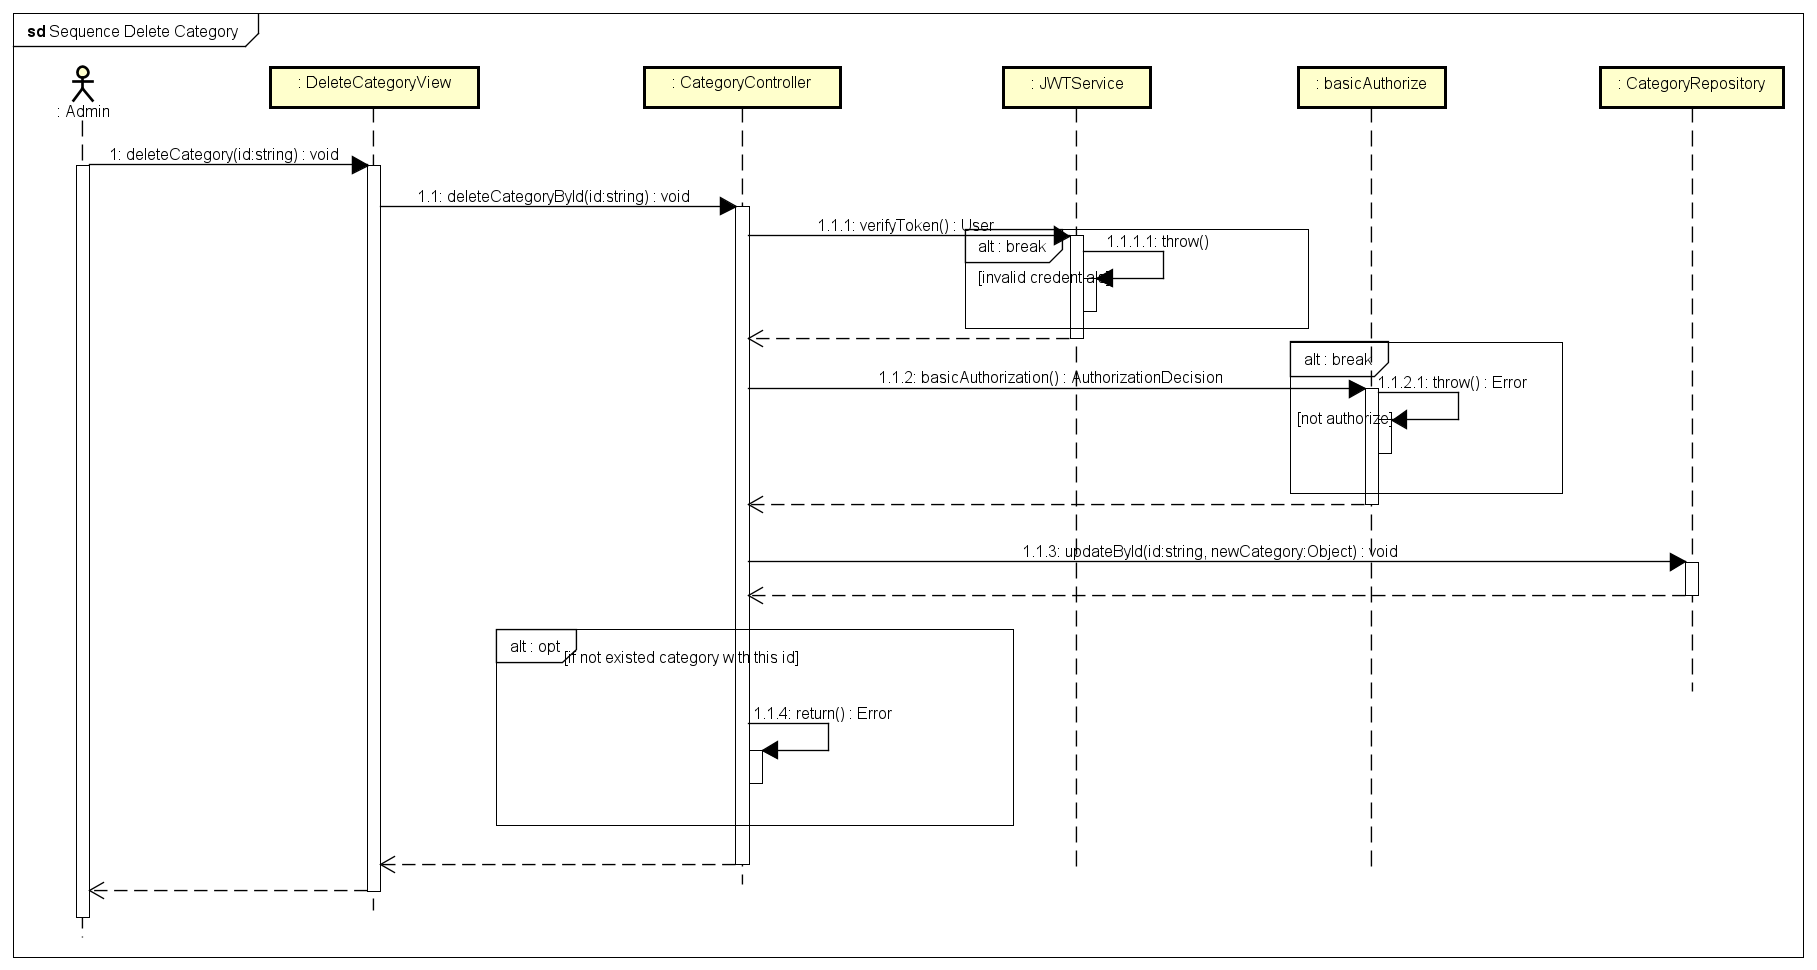 sd Sequence Delete Category
: Admin
: DeleteCategoryView
: CategoryController
: JWTService
: basicAuthorize
: CategoryRepository
1: deleteCategory(id:string) : void
1.1: deleteCategoryById(id:string) : void
1.1.1: verifyToken() : User
alt : break
1.1.1.1: throw()
[invalid credentials]
alt : break
1.1.2: basicAuthorization() : AuthorizationDecision
1.1.2.1: throw() : Error
[not authorize]
1.1.3: updateById(id:string, newCategory:Object) : void
alt : opt
[if not existed category with this id]
1.1.4: return() : Error